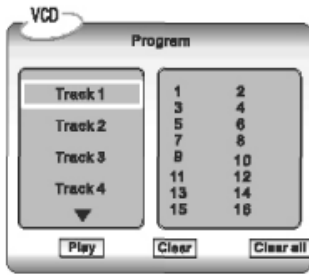 VCD
Program
Track 1
Track 2
Track 3
Track 4
1 2
3 4
5 6
7 8
9 10
11 12
13 14
15 16
Play Clear Clear all